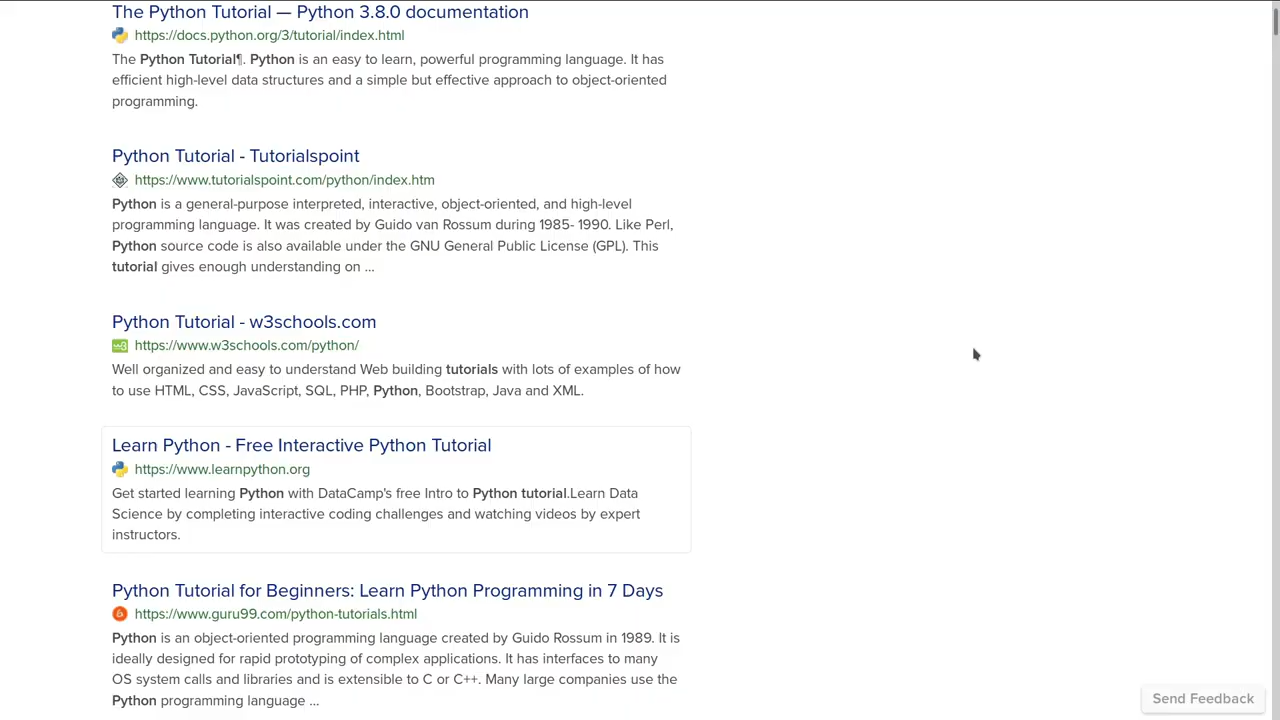 The Python Tutorial — Python 3.8.0 documentation
https://docs.python.org/3/tutorial/index.html
The Python Tutorial¶. Python is an easy to learn, powerful programming language. It has
efficient high-level data structures and a simple but effective approach to object-oriented
programming.
Python Tutorial - Tutorialspoint
https://www.tutorialspoint.com/python/index.htm
Python is a general-purpose interpreted, interactive, object-oriented, and high-level
programming language. It was created by Guido van Rossum during 1985- 1990. Like Perl,
Python source code is also available under the GNU General Public License (GPL). This
tutorial gives enough understanding on ...
Python Tutorial - w3schools.com
https://www.w3schools.com/python/
Well organized and easy to understand Web building tutorials with lots of examples of how
to use HTML, CSS, JavaScript, SQL, PHP, Python, Bootstrap, Java and XML.
Learn Python - Free Interactive Python Tutorial
https://www.learnpython.org
Get started learning Python with DataCamp's free Intro to Python tutorial.Learn Data
Science by completing interactive coding challenges and watching videos by expert
instructors.
Python Tutorial for Beginners: Learn Python Programming in 7 Days
https://www.guru99.com/python-tutorials.html
Python is an object-oriented programming language created by Guido Rossum in 1989. It is
ideally designed for rapid prototyping of complex applications. It has interfaces to many
OS system calls and libraries and is extensible to C or C++. Many large companies use the
Python programming language ...
Send Feedback